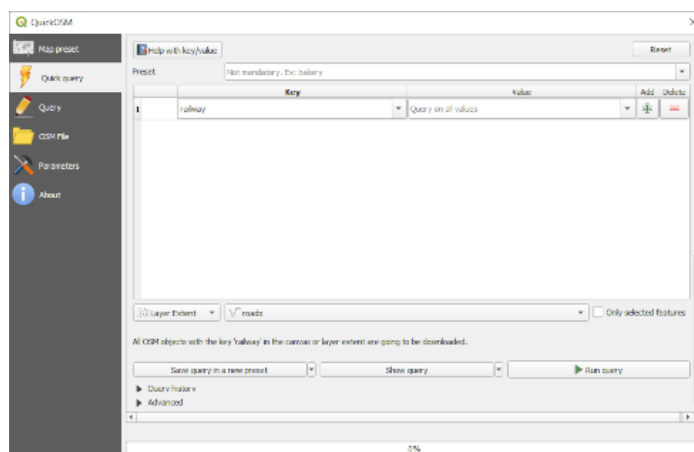 QuickOSM
Map preset
Quick query
Query
OSM File
Parameters
About
Help with key/value
Reset
Preset
Not mandatory. Ex: bakery
Key Value Add Delete
1 railway Query on all values
Layer Extent roads Only selected features
All OSM objects with the key 'railway' in the canvas or layer extent are going to be downloaded.
Save query in a new preset Show query Run query
Query history
Advanced
0%